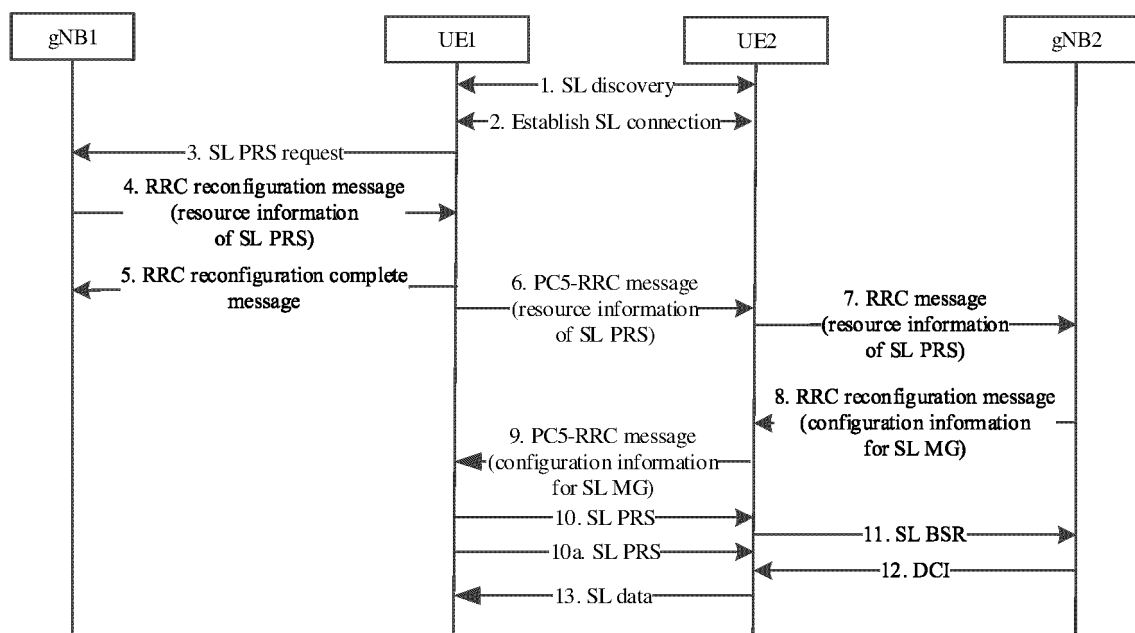 gNB1
UE1
UE2
gNB2
1. SL discovery
2. Establish SL connection
3. SL PRS request
4. RRC reconfiguration message
(resource information
of SL PRS)
5. RRC reconfiguration complete
message
6. PC5-RRC message
(resource information
of SL PRS)
7. RRC message
(resource information
of SL PRS)
8. RRC reconfiguration message
(configuration information
for SL MG)
9. PC5-RRC message
(configuration information
for SL MG)
10. SL PRS
11. SL BSR
10a. SL PRS
12. DCI
13. SL data